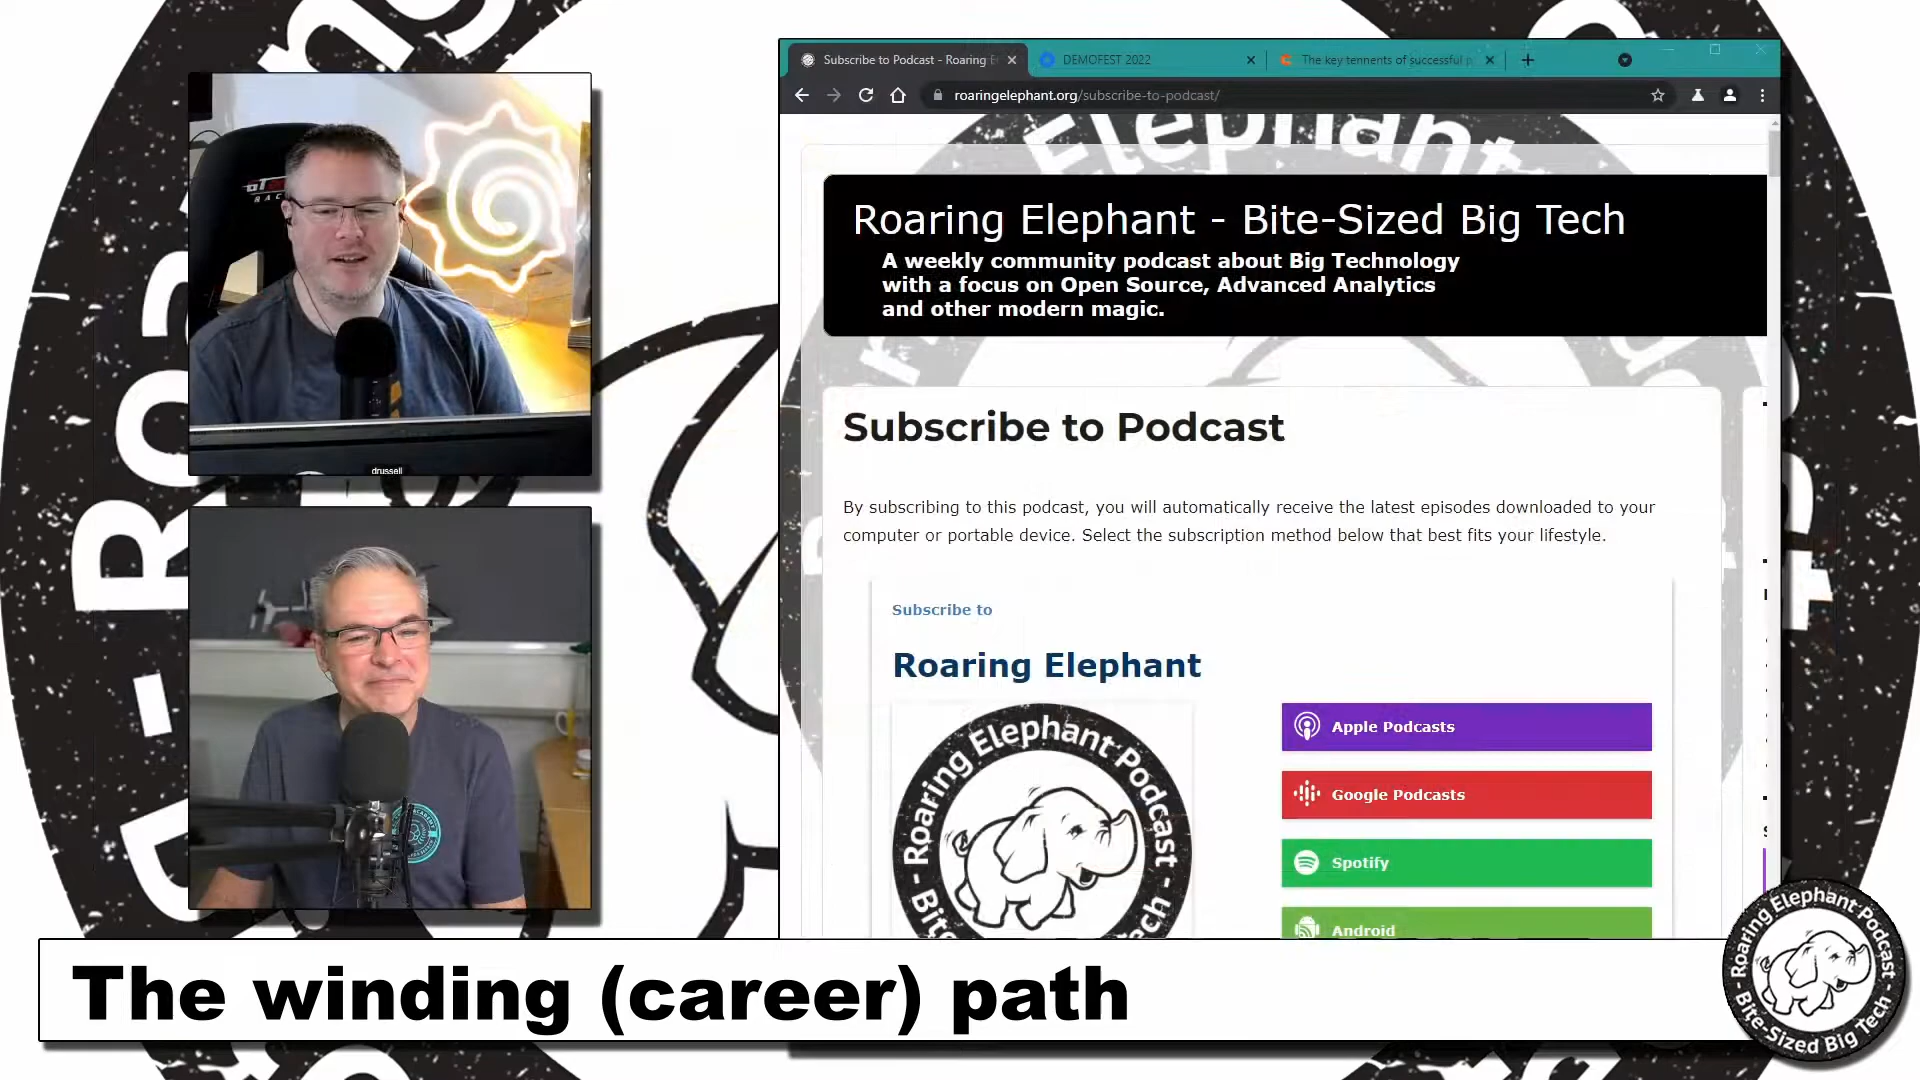 Subscribe to Podcast - Roaring E
DEMOFEST 2022
The key tennents of successful p
roaringelephant.org/subscribe-to-podcast/
Elephant
Roaring Elephant - Bite-Sized Big Tech
A weekly community podcast about Big Technology
with a focus on Open Source, Advanced Analytics
and other modern magic.
Subscribe to Podcast
By subscribing to this podcast, you will automatically receive the latest episodes downloaded to your
computer or portable device. Select the subscription method below that best fits your lifestyle.
Subscribe to
Roaring Elephant
- Roaring Elephant Podcast -
Apple Podcasts
Google Podcasts
Spotify
Android
drussell
The winding (career) path
- Roaring Elephant Podcast -
Bite-Sized Big Tech